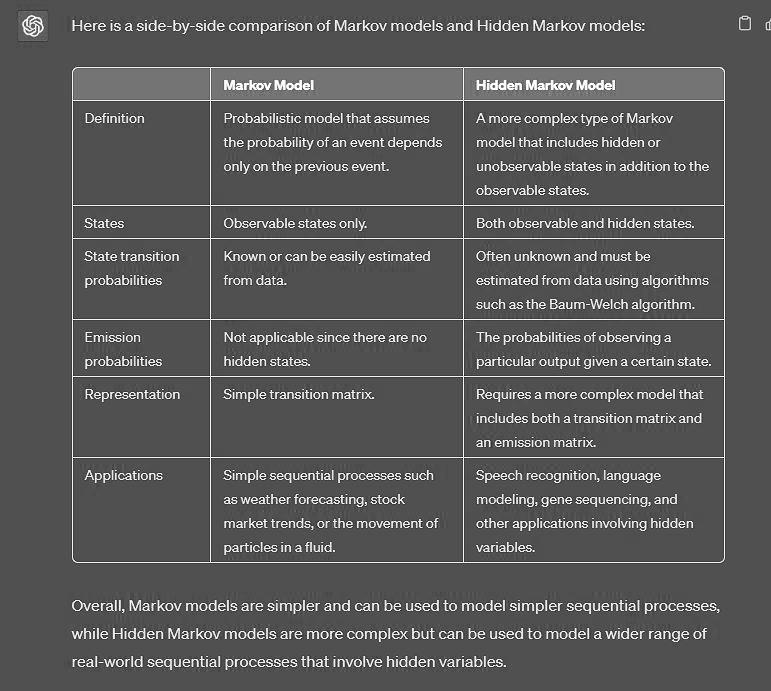 Here is a side-by-side comparison of Markov models and Hidden Markov models:
Markov Model
Hidden Markov Model
Definition
Probabilistic model that assumes
the probability of an event depends
only on the previous event.
A more complex type of Markov
model that includes hidden or
unobservable states in addition to the
observable states.
States
Observable states only.
Both observable and hidden states.
State transition
probabilities
Known or can be easily estimated
from data.
Often unknown and must be
estimated from data using algorithms
such as the Baum-Welch algorithm.
Emission
probabilities
Not applicable since there are no
hidden states.
The probabilities of observing a
particular output given a certain state.
Representation
Simple transition matrix.
Requires a more complex model that
includes both a transition matrix and
an emission matrix.
Applications
Simple sequential processes such
as weather forecasting, stock
market trends, or the movement of
particles in a fluid.
Speech recognition, language
modeling, gene sequencing, and
other applications involving hidden
variables.
Overall, Markov models are simpler and can be used to model simpler sequential processes,
while Hidden Markov models are more complex but can be used to model a wider range of
real-world sequential processes that involve hidden variables.